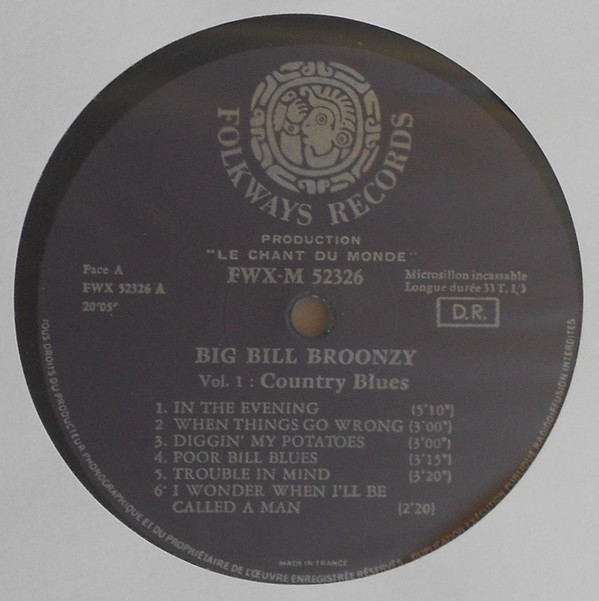 FOLKWAYS RECORDS
PRODUCTION
"LE CHANT DU MONDE"
FWX-M 52326
Face A
FWX 52326 A
20'05"
Microsillon incassable
Longue durée 33 T. 1/3
D.R.
BIG BILL BROONZY
Vol. 1 : Country Blues
1. IN THE EVENING (5'10")
2 WHEN THINGS GO WRONG (3'00")
3. DIGGIN' MY POTATOES (3'00")
4. POOR BILL BLUES (3'15")
5. TROUBLE IN MIND (3'20")
6. I WONDER WHEN I'LL BE
CALLED A MAN (2'20)
MADE IN FRANCE
TOUS DROITS DU PRODUCTEUR PHONOGRAPHIQUE ET DU PROPRIÉTAIRE DE L'ŒUVRE ENREGISTRÉE RÉSERVÉS PUBLIQUE RADIODIFFUSION INTERDITES